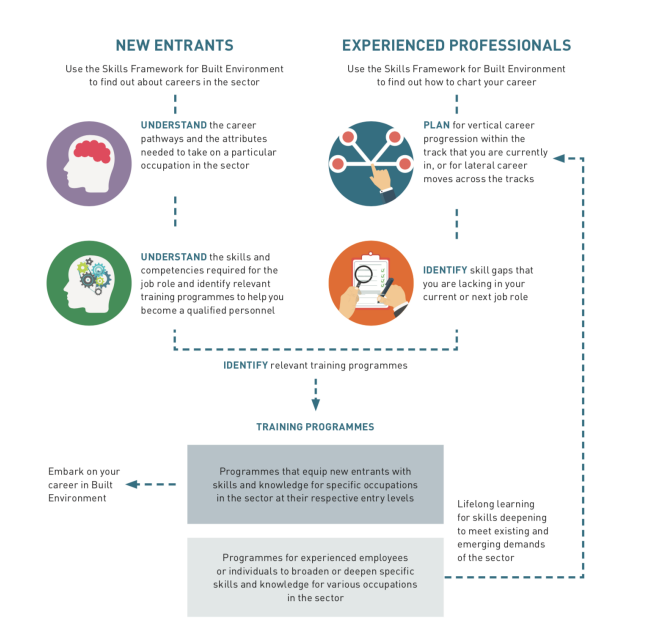 NEW ENTRANTS
Use the Skills Framework for Built Environment
to find out about careers in the sector
UNDERSTAND the career
pathways and the attributes
needed to take on a particular
occupation in the sector
UNDERSTAND the skills and
competencies required for the
job role and identify relevant
training programmes to help you
become a qualified personnel
EXPERIENCED PROFESSIONALS
Use the Skills Framework for Built Environment
to find out how to chart your career
PLAN for vertical career
progression within the
track that you are currently
in, or for lateral career
moves across the tracks
IDENTIFY skill gaps that
you are lacking in your
current or next job role
IDENTIFY relevant training programmes
TRAINING PROGRAMMES
Programmes that equip new entrants with
skills and knowledge for specific occupations
in the sector at their respective entry levels
Embark on your
career in Built
Environment
Programmes for experienced employees
or individuals to broaden or deepen specific
skills and knowledge for various occupations
in the sector
Lifelong learning
for skills deepening
to meet existing and
emerging demands
of the sector